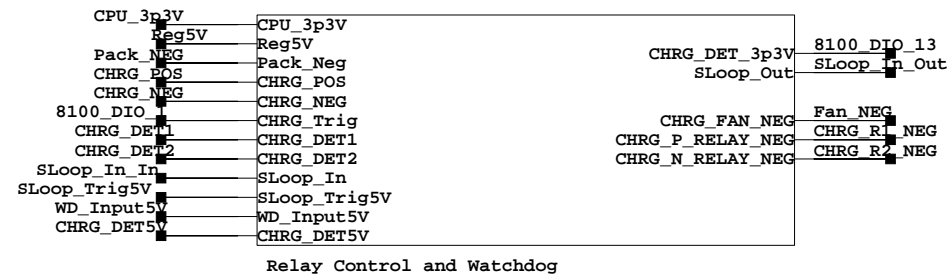 CPU_3p3V CPU_3p3V
Reg5V Reg5V
Pack_NEG Pack_Neg CHRG_DET_3p3V 8100_DIO_13
CHRG_POS CHRG_POS SLoop_Out SLoop_In_Out
CHRG_NEG CHRG_NEG
8100_DIO_ CHRG_Trig CHRG_FAN_NEG Fan_NEG
CHRG_DET1 CHRG_DET1 CHRG_P_RELAY_NEG CHRG_R1_NEG
CHRG_DET2 CHRG_DET2 CHRG_N_RELAY_NEG CHRG_R2_NEG
SLoop_In_In SLoop_In
SLoop_Trig5V SLoop_Trig5V
WD_Input5V WD_Input5V
CHRG_DET5V CHRG_DET5V
Relay Control and Watchdog